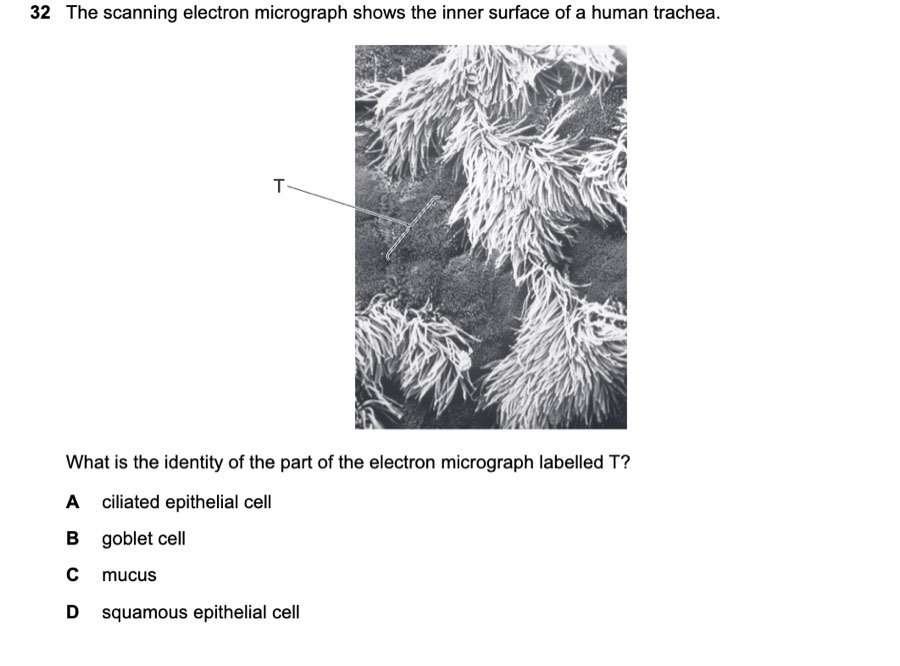 32 The scanning electron micrograph shows the inner surface of a human trachea.
T
What is the identity of the part of the electron micrograph labelled T?
A ciliated epithelial cell
B goblet cell
C mucus
D squamous epithelial cell